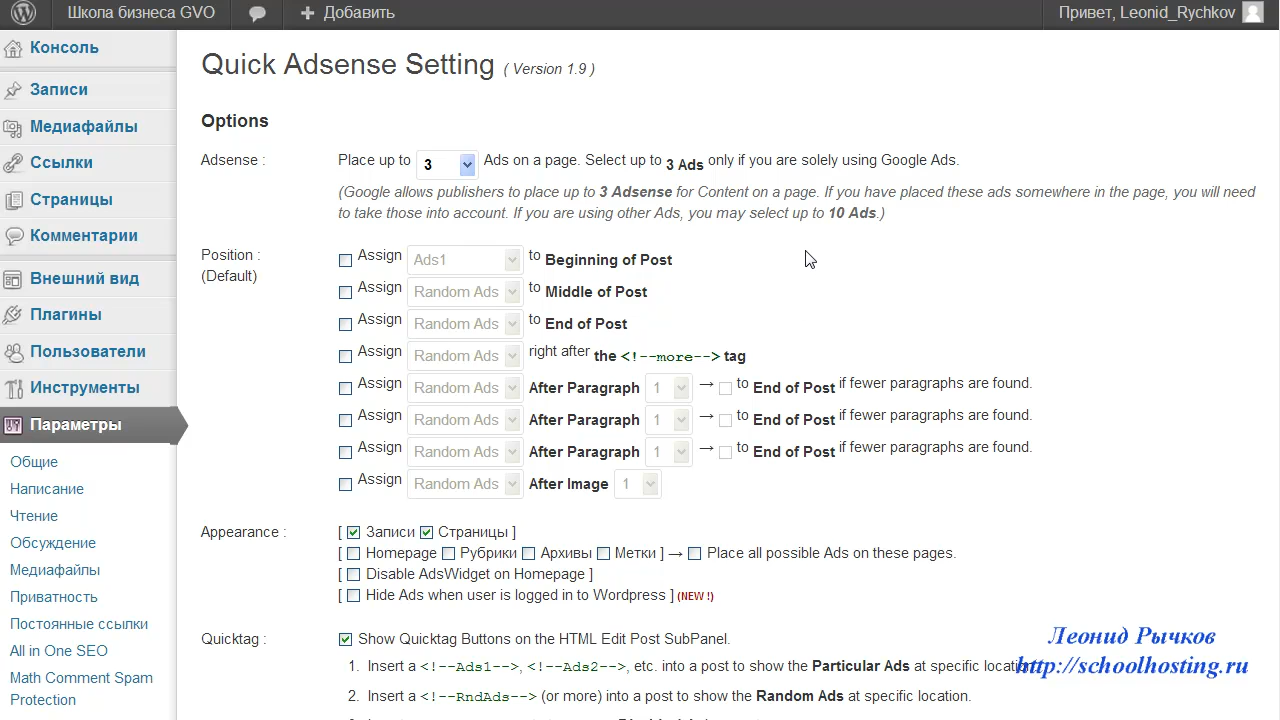 Школа бизнеса GVO Добавить Привет, Leonid_Rychkov
Консоль
Записи
Медиафайлы
Ссылки
Страницы
Комментарии
Внешний вид
Плагины
Пользователи
Инструменты
Параметры
Общие
Написание
Чтение
Обсуждение
Медиафайлы
Приватность
Постоянные ссылки
All in One SEO
Math Comment Spam
Protection
Quick Adsense Setting ( Version 1.9 )
Options
Adsense : Place up to 3 Ads on a page. Select up to 3 Ads only if you are solely using Google Ads.
(Google allows publishers to place up to 3 Adsense for Content on a page. If you have placed these ads somewhere in the page, you will need
to take those into account. If you are using other Ads, you may select up to 10 Ads.)
Position : Assign Ads1 to Beginning of Post
(Default)
Assign Random Ads to Middle of Post
Assign Random Ads to End of Post
Assign Random Ads right after the <!--more--> tag
Assign Random Ads After Paragraph 1 → to End of Post if fewer paragraphs are found.
Assign Random Ads After Paragraph 1 → to End of Post if fewer paragraphs are found.
Assign Random Ads After Paragraph 1 → to End of Post if fewer paragraphs are found.
Assign Random Ads After Image 1
Appearance : [ Записи Страницы ]
[ Homepage Рубрики Архивы Метки ] → Place all possible Ads on these pages.
[ Disable AdsWidget on Homepage ]
[ Hide Ads when user is logged in to Wordpress ] (NEW !)
Quicktag : Show Quicktag Buttons on the HTML Edit Post SubPanel.
1. Insert a <!--Ads1-->, <!--Ads2-->, etc. into a post to show the Particular Ads at specific location.
2. Insert a <!--RndAds--> (or more) into a post to show the Random Ads at specific location.
Леонид Рычков
http://schoolhosting.ru